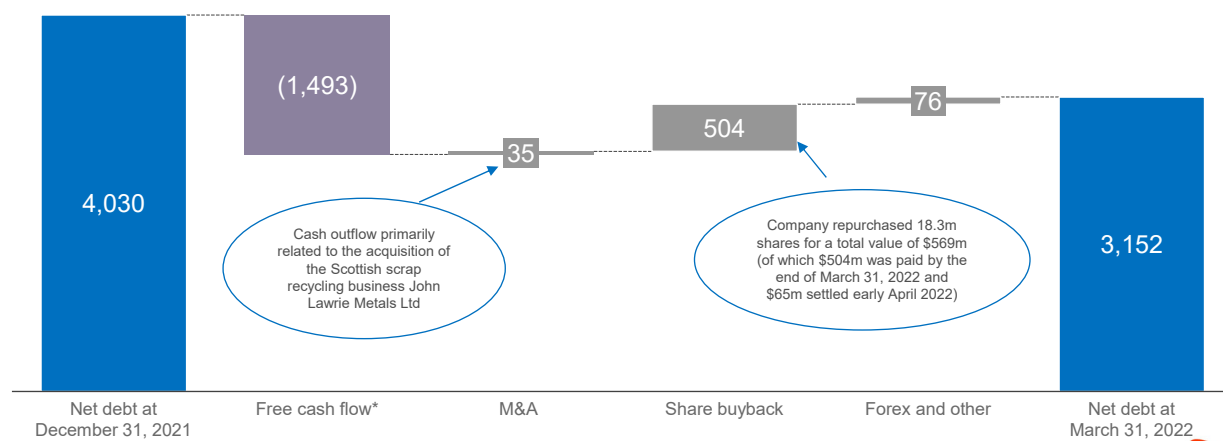 (1,493)
76
504
35
4,030
3,152
Cash outflow primarily
related to the acquisition of
the Scottish scrap
recycling business John
Lawrie Metals Ltd
Company repurchased 18.3m
shares for a total value of $569m
(of which $504m was paid by the
end of March 31, 2022 and
$65m settled early April 2022)
Net debt at
December 31, 2021
Free cash flow*
M&A
Share buyback
Forex and other
Net debt at
March 31, 2022